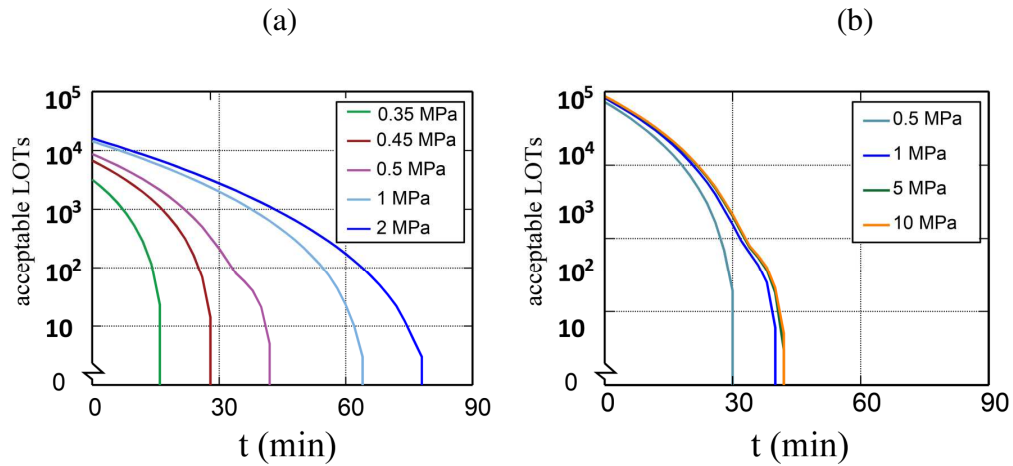 (a)
acceptable LOTs
10⁵
10⁴
10³
10²
10
0
0 30 60 90
t (min)
0.35 MPa
0.45 MPa
0.5 MPa
1 MPa
2 MPa
(b)
acceptable LOTs
10⁵
10⁴
10³
10²
10
0
0 30 60 90
t (min)
0.5 MPa
1 MPa
5 MPa
10 MPa